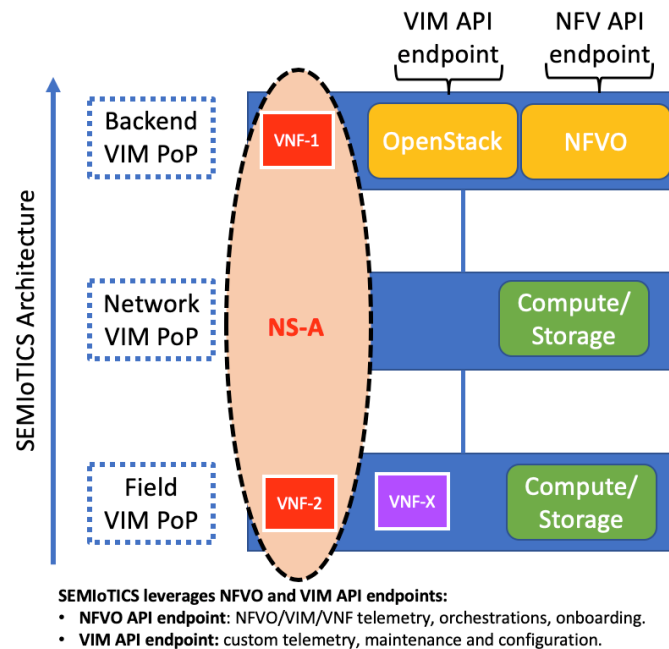 VIM API
endpoint
NFV API
endpoint
Backend
VIM PoP
VNF-1
OpenStack
NFVO
SEMIoTICS Architecture
Network
VIM PoP
NS-A
Compute/
Storage
Field
VIM PoP
VNF-2
VNF-X
Compute/
Storage
SEMIoTICS leverages NFVO and VIM API endpoints:
• NFVO API endpoint: NFVO/VIM/VNF telemetry, orchestrations, onboarding.
• VIM API endpoint: custom telemetry, maintenance and configuration.